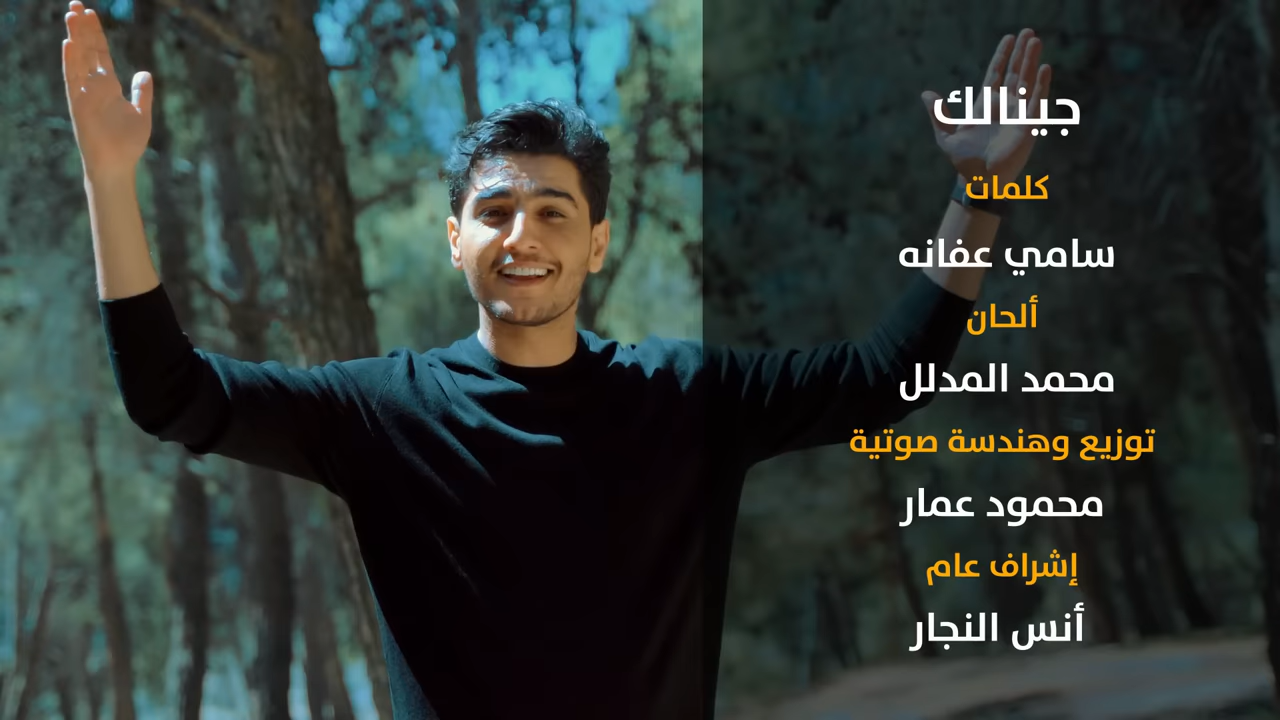 جينالك
كلمات
سامي عفانه
ألحان
محمد المدلل
توزيع وهندسة صوتية
محمود عمار
إشراف عام
أنس النجار